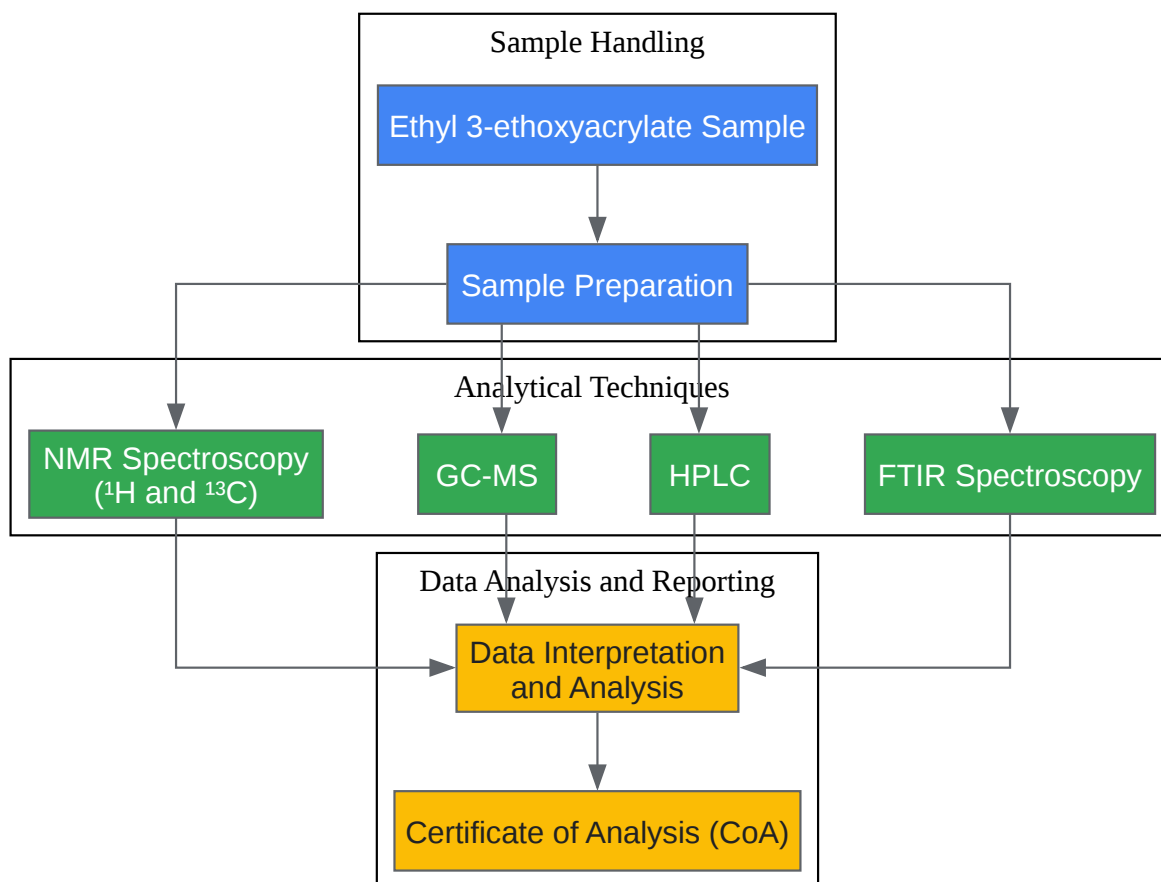 Sample Handling
Ethyl 3-ethoxyacrylate Sample
Sample Preparation
Analytical Techniques
NMR Spectroscopy
(¹H and ¹³C)
GC-MS
HPLC
FTIR Spectroscopy
Data Analysis and Reporting
Data Interpretation
and Analysis
Certificate of Analysis (CoA)